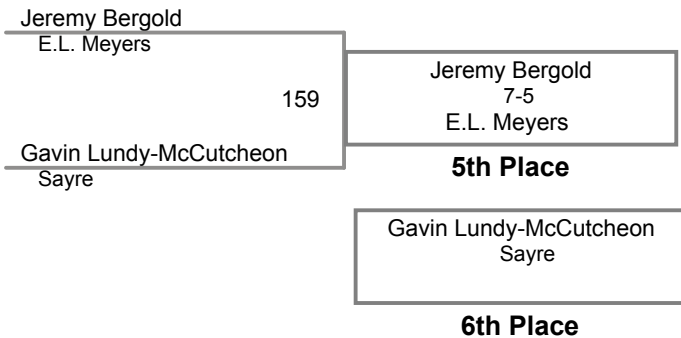 Jeremy Bergold
E.L. Meyers
159
Gavin Lundy-McCutcheon
Sayre
Jeremy Bergold
7-5
E.L. Meyers
5th Place
Gavin Lundy-McCutcheon
Sayre
6th Place